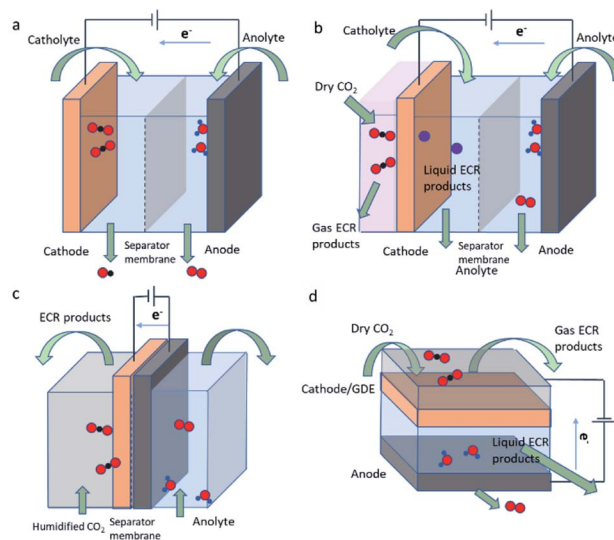 a
Catholyte
e-
Anolyte
Cathode
Separator
membrane
Anode
b
Catholyte
e-
Anolyte
Dry CO2
Liquid ECR
products
Gas ECR
products
Cathode
Separator
membrane
Anode
Anolyte
c
ECR products
e-
Humidified CO2
Separator
membrane
Anolyte
d
Dry CO2
Gas ECR
products
Cathode/GDE
e-
Liquid ECR
products
Anode